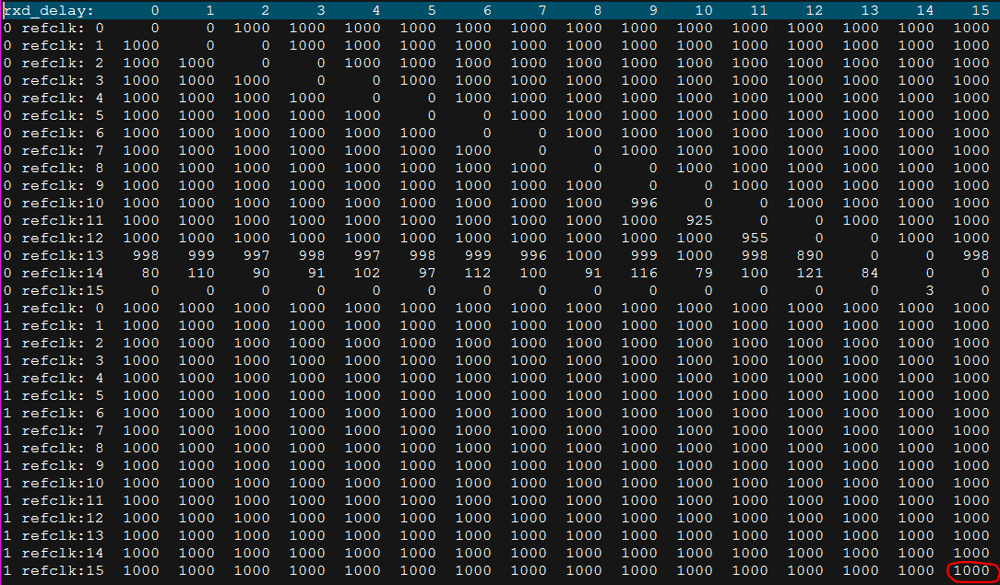 rxd_delay: 0 1 2 3 4 5 6 7 8 9 10 11 12 13 14 15
0 refclk: 0 0 0 1000 1000 1000 1000 1000 1000 1000 1000 1000 1000 1000 1000 1000 1000
0 refclk: 1 1000 0 0 1000 1000 1000 1000 1000 1000 1000 1000 1000 1000 1000 1000 1000
0 refclk: 2 1000 1000 0 0 1000 1000 1000 1000 1000 1000 1000 1000 1000 1000 1000 1000
0 refclk: 3 1000 1000 1000 0 0 1000 1000 1000 1000 1000 1000 1000 1000 1000 1000 1000
0 refclk: 4 1000 1000 1000 1000 0 0 1000 1000 1000 1000 1000 1000 1000 1000 1000 1000
0 refclk: 5 1000 1000 1000 1000 1000 0 0 1000 1000 1000 1000 1000 1000 1000 1000 1000
0 refclk: 6 1000 1000 1000 1000 1000 1000 0 0 1000 1000 1000 1000 1000 1000 1000 1000
0 refclk: 7 1000 1000 1000 1000 1000 1000 1000 0 0 1000 1000 1000 1000 1000 1000 1000
0 refclk: 8 1000 1000 1000 1000 1000 1000 1000 1000 0 0 1000 1000 1000 1000 1000 1000
0 refclk: 9 1000 1000 1000 1000 1000 1000 1000 1000 1000 0 0 1000 1000 1000 1000 1000
0 refclk:10 1000 1000 1000 1000 1000 1000 1000 1000 1000 996 0 0 1000 1000 1000 1000
0 refclk:11 1000 1000 1000 1000 1000 1000 1000 1000 1000 1000 925 0 0 1000 1000 1000
0 refclk:12 1000 1000 1000 1000 1000 1000 1000 1000 1000 1000 1000 955 0 0 1000 1000
0 refclk:13 998 999 997 998 997 998 999 996 1000 999 1000 998 890 0 0 998
0 refclk:14 80 110 90 91 102 97 112 100 91 116 79 100 121 84 0 0
0 refclk:15 0 0 0 0 0 0 0 0 0 0 0 0 0 0 3 0
1 refclk: 0 1000 1000 1000 1000 1000 1000 1000 1000 1000 1000 1000 1000 1000 1000 1000 1000
1 refclk: 1 1000 1000 1000 1000 1000 1000 1000 1000 1000 1000 1000 1000 1000 1000 1000 1000
1 refclk: 2 1000 1000 1000 1000 1000 1000 1000 1000 1000 1000 1000 1000 1000 1000 1000 1000
1 refclk: 3 1000 1000 1000 1000 1000 1000 1000 1000 1000 1000 1000 1000 1000 1000 1000 1000
1 refclk: 4 1000 1000 1000 1000 1000 1000 1000 1000 1000 1000 1000 1000 1000 1000 1000 1000
1 refclk: 5 1000 1000 1000 1000 1000 1000 1000 1000 1000 1000 1000 1000 1000 1000 1000 1000
1 refclk: 6 1000 1000 1000 1000 1000 1000 1000 1000 1000 1000 1000 1000 1000 1000 1000 1000
1 refclk: 7 1000 1000 1000 1000 1000 1000 1000 1000 1000 1000 1000 1000 1000 1000 1000 1000
1 refclk: 8 1000 1000 1000 1000 1000 1000 1000 1000 1000 1000 1000 1000 1000 1000 1000 1000
1 refclk: 9 1000 1000 1000 1000 1000 1000 1000 1000 1000 1000 1000 1000 1000 1000 1000 1000
1 refclk:10 1000 1000 1000 1000 1000 1000 1000 1000 1000 1000 1000 1000 1000 1000 1000 1000
1 refclk:11 1000 1000 1000 1000 1000 1000 1000 1000 1000 1000 1000 1000 1000 1000 1000 1000
1 refclk:12 1000 1000 1000 1000 1000 1000 1000 1000 1000 1000 1000 1000 1000 1000 1000 1000
1 refclk:13 1000 1000 1000 1000 1000 1000 1000 1000 1000 1000 1000 1000 1000 1000 1000 1000
1 refclk:14 1000 1000 1000 1000 1000 1000 1000 1000 1000 1000 1000 1000 1000 1000 1000 1000
1 refclk:15 1000 1000 1000 1000 1000 1000 1000 1000 1000 1000 1000 1000 1000 1000 1000 1000